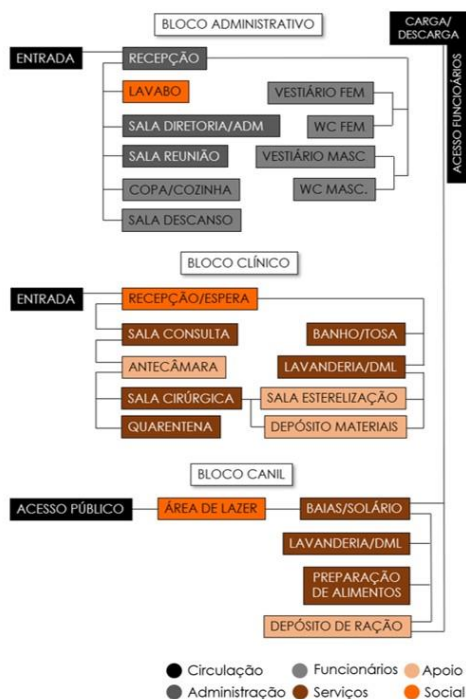 BLOCO ADMINISTRATIVO
CARGA/
DESCARGA
ACESSO FUNCIOÁRIOS
ENTRADA
RECEPÇÃO
LAVABO
VESTIÁRIO FEM
SALA DIRETORIA/ADM
WC FEM
SALA REUNIÃO
VESTIÁRIO MASC
COPA/COZINHA
WC MASC.
SALA DESCANSO
BLOCO CLÍNICO
ENTRADA
RECEPÇÃO/ESPERA
SALA CONSULTA
BANHO/TOSA
ANTECÂMARA
LAVANDERIA/DML
SALA CIRÚRGICA
SALA ESTERELIZAÇÃO
QUARENTENA
DEPÓSITO MATERIAIS
BLOCO CANIL
ACESSO PÚBLICO
ÁREA DE LAZER
BAIAS/SOLÁRIO
LAVANDERIA/DML
PREPARAÇÃO
DE ALIMENTOS
DEPÓSITO DE RAÇÃO
Circulação
Funcionários
Apoio
Administração
Serviços
Social